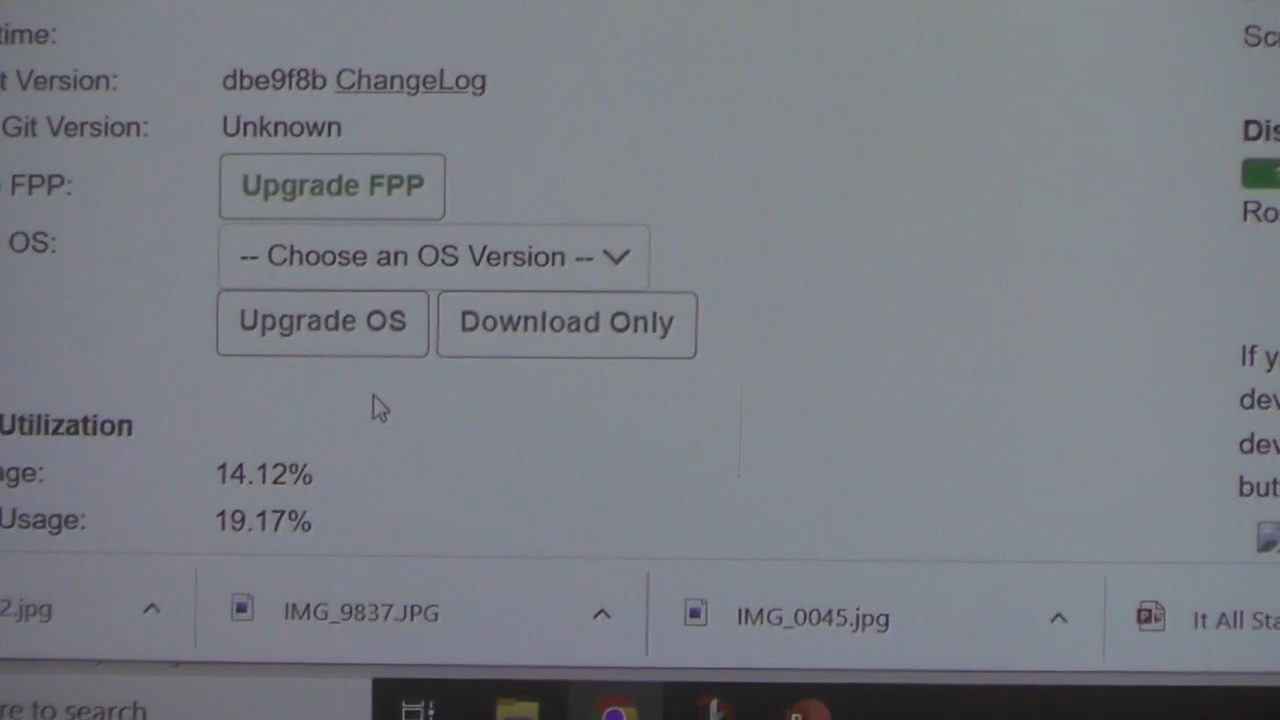 time:
Sc
t Version: dbe9f8b ChangeLog
Git Version: Unknown
Dis
FPP: Upgrade FPP
Ro
OS: -- Choose an OS Version --
Upgrade OS Download Only
If y
dev
Utilization
dev
age: 14.12%
but
Usage: 19.17%
2.jpg IMG_9837.JPG IMG_0045.jpg It All Sta
re to search